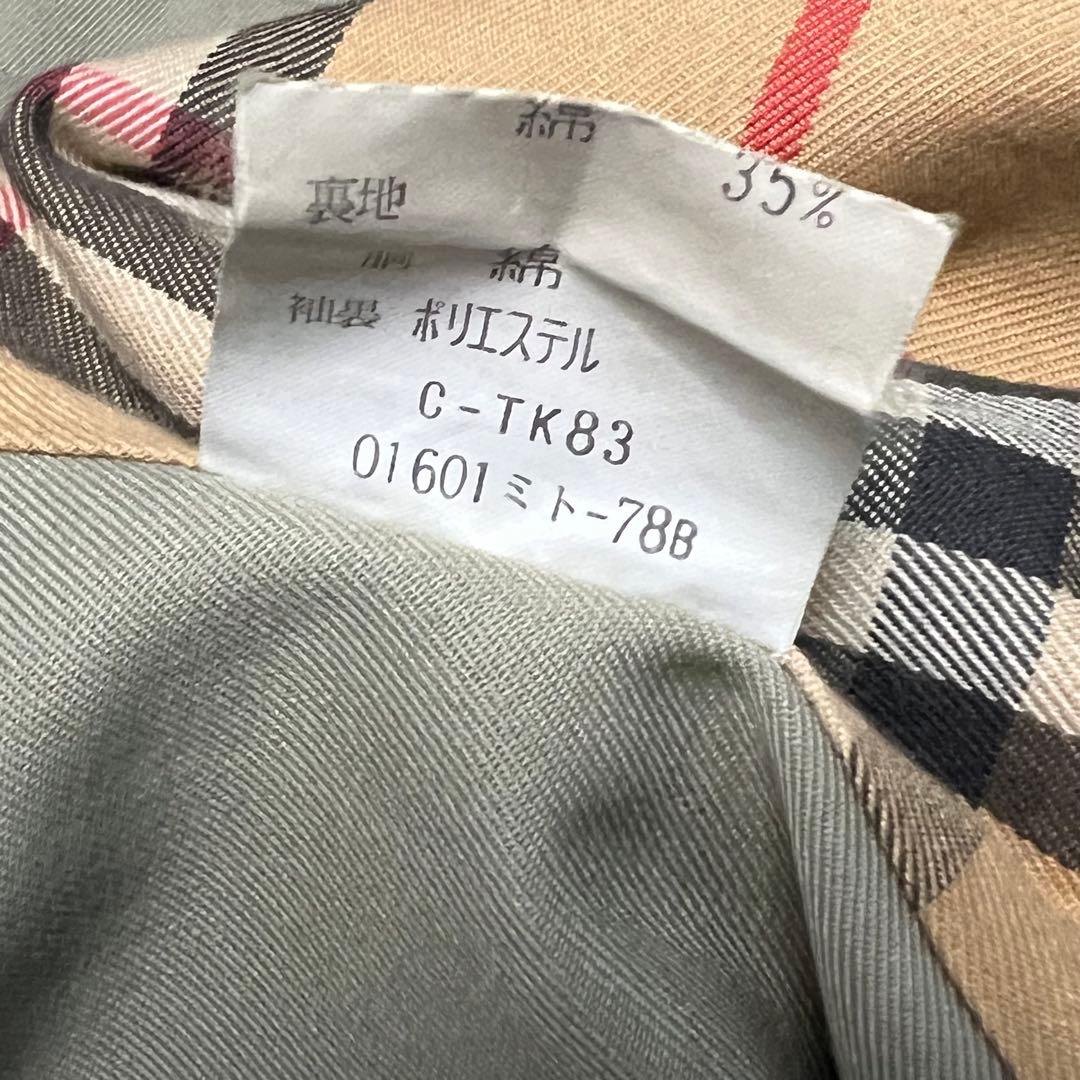 綿 35%
裏地
胴 綿
袖裏 ポリエステル
C-TK83
01601ミト-78B